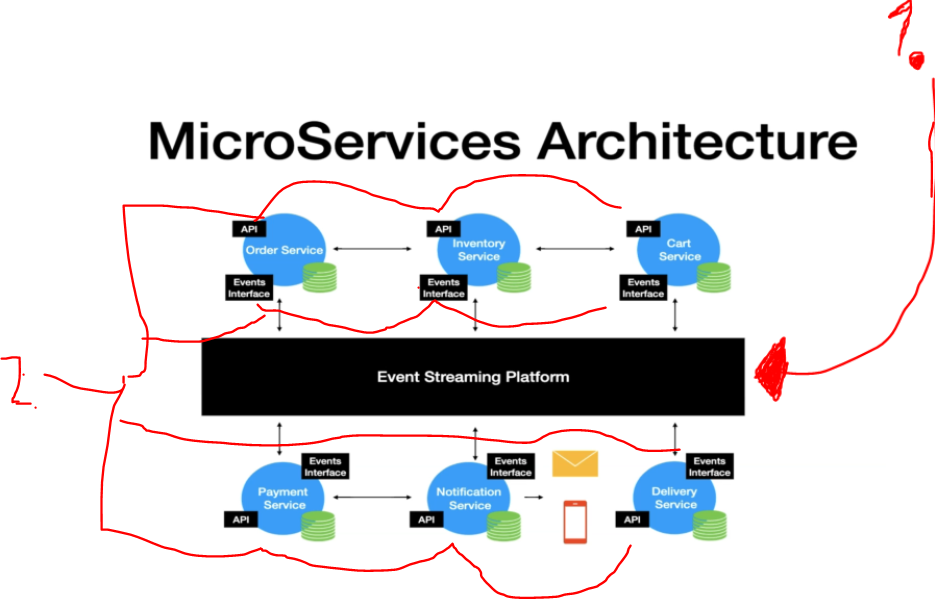 1.
MicroServices Architecture
API
API
API
Order Service
Inventory
Service
Cart
Service
Events
Interface
Events
Interface
Events
Interface
2.
Event Streaming Platform
Events
Interface
Events
Interface
Events
Interface
Payment
Service
Notification
Service
Delivery
Service
API
API
API